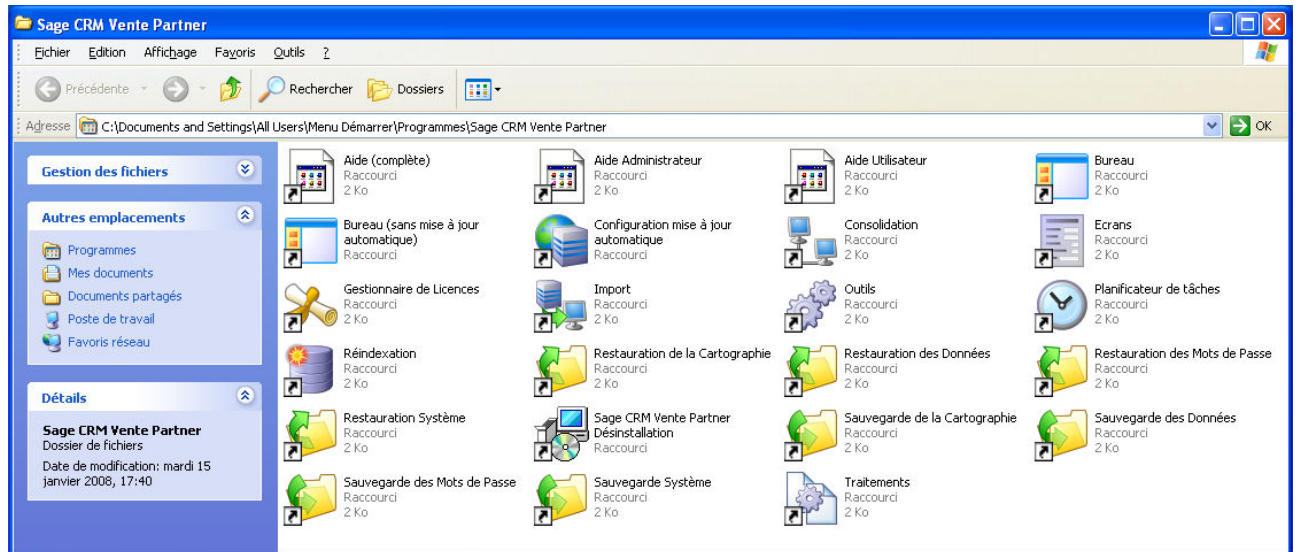 Sage CRM Vente Partner
Fichier Edition Affichage Favoris Outils ?
Précédente Rechercher Dossiers
Adresse C:\Documents and Settings\All Users\Menu Démarrer\Programmes\Sage CRM Vente Partner OK
Gestion des fichiers
Autres emplacements
Programmes
Mes documents
Documents partagés
Poste de travail
Favoris réseau
Détails
Sage CRM Vente Partner
Dossier de fichiers
Date de modification: mardi 15
janvier 2008, 17:40
Aide (complète)
Raccourci
2 Ko
Aide Administrateur
Raccourci
2 Ko
Aide Utilisateur
Raccourci
2 Ko
Bureau
Raccourci
2 Ko
Bureau (sans mise à jour
automatique)
Raccourci
Configuration mise à jour
automatique
Raccourci
Consolidation
Raccourci
2 Ko
Ecrans
Raccourci
2 Ko
Gestionnaire de Licences
Raccourci
2 Ko
Import
Raccourci
2 Ko
Outils
Raccourci
2 Ko
Planificateur de tâches
Raccourci
2 Ko
Réindexation
Raccourci
2 Ko
Restauration de la Cartographie
Raccourci
2 Ko
Restauration des Données
Raccourci
2 Ko
Restauration des Mots de Passe
Raccourci
2 Ko
Restauration Système
Raccourci
2 Ko
Sage CRM Vente Partner
Désinstallation
Raccourci
Sauvegarde de la Cartographie
Raccourci
2 Ko
Sauvegarde des Données
Raccourci
2 Ko
Sauvegarde des Mots de Passe
Raccourci
2 Ko
Sauvegarde Système
Raccourci
2 Ko
Traitements
Raccourci
2 Ko